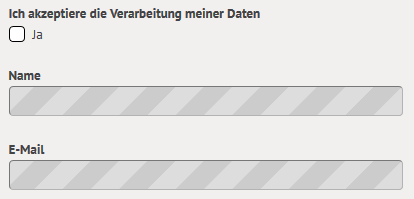 Ich akzeptiere die Verarbeitung meiner Daten
Ja
Name
E-Mail